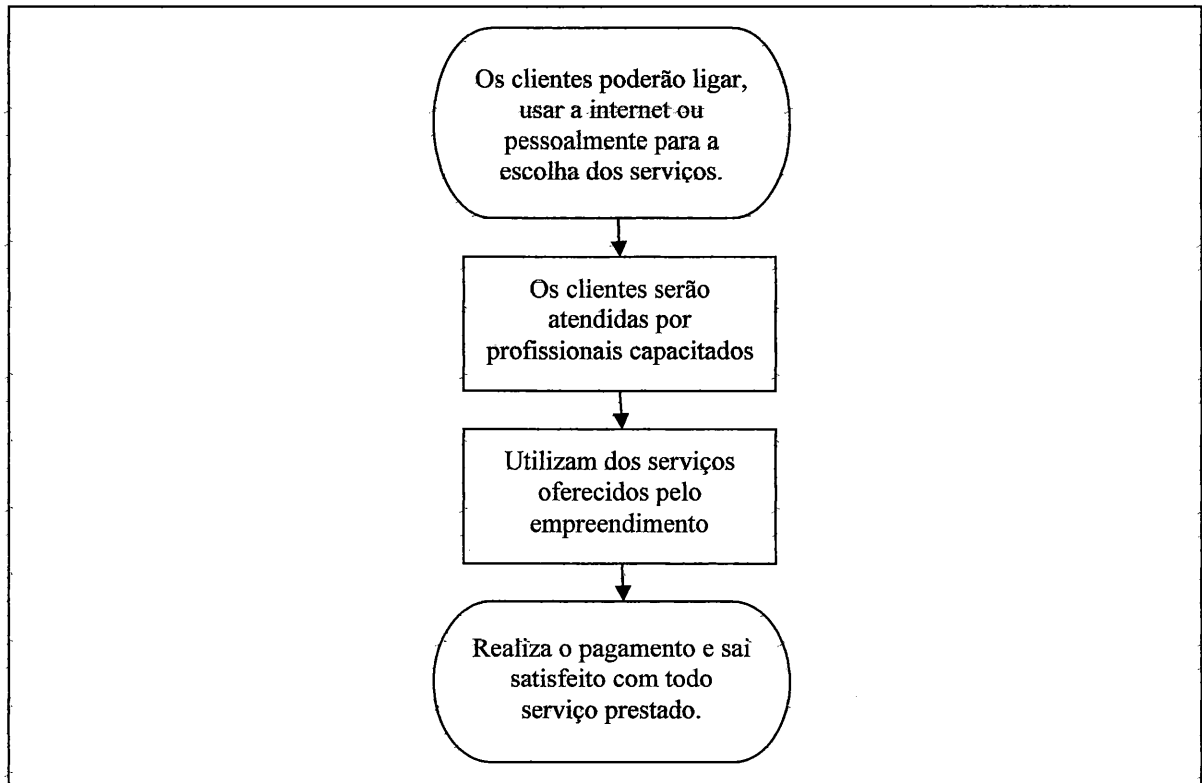 Os clientes poderão ligar,
usar a internet ou
pessoalmente para a
escolha dos serviços.
Os clientes serão
atendidas por
profissionais capacitados
Utilizam dos serviços
oferecidos pelo
empreendimento
Realiza o pagamento e sai
satisfeito com todo
serviço prestado.